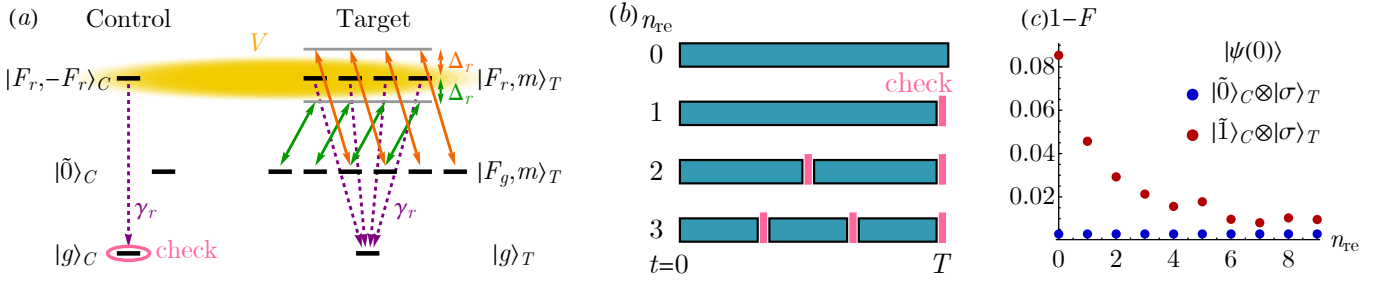 (a) Control Target
V
Δ_r
|F_r,−F_r⟩_C |F_r,m⟩_T
Δ_r
|0̃⟩_C |F_g,m⟩_T
γ_r γ_r
|g⟩_C check |g⟩_T
(b) n_re
0
check
1
2
3
t=0 T
(c) 1−F
|ψ(0)⟩
0.08
|0̃⟩_C⊗|σ⟩_T
0.06
|1̃⟩_C⊗|σ⟩_T
0.04
0.02
n_re
0 2 4 6 8